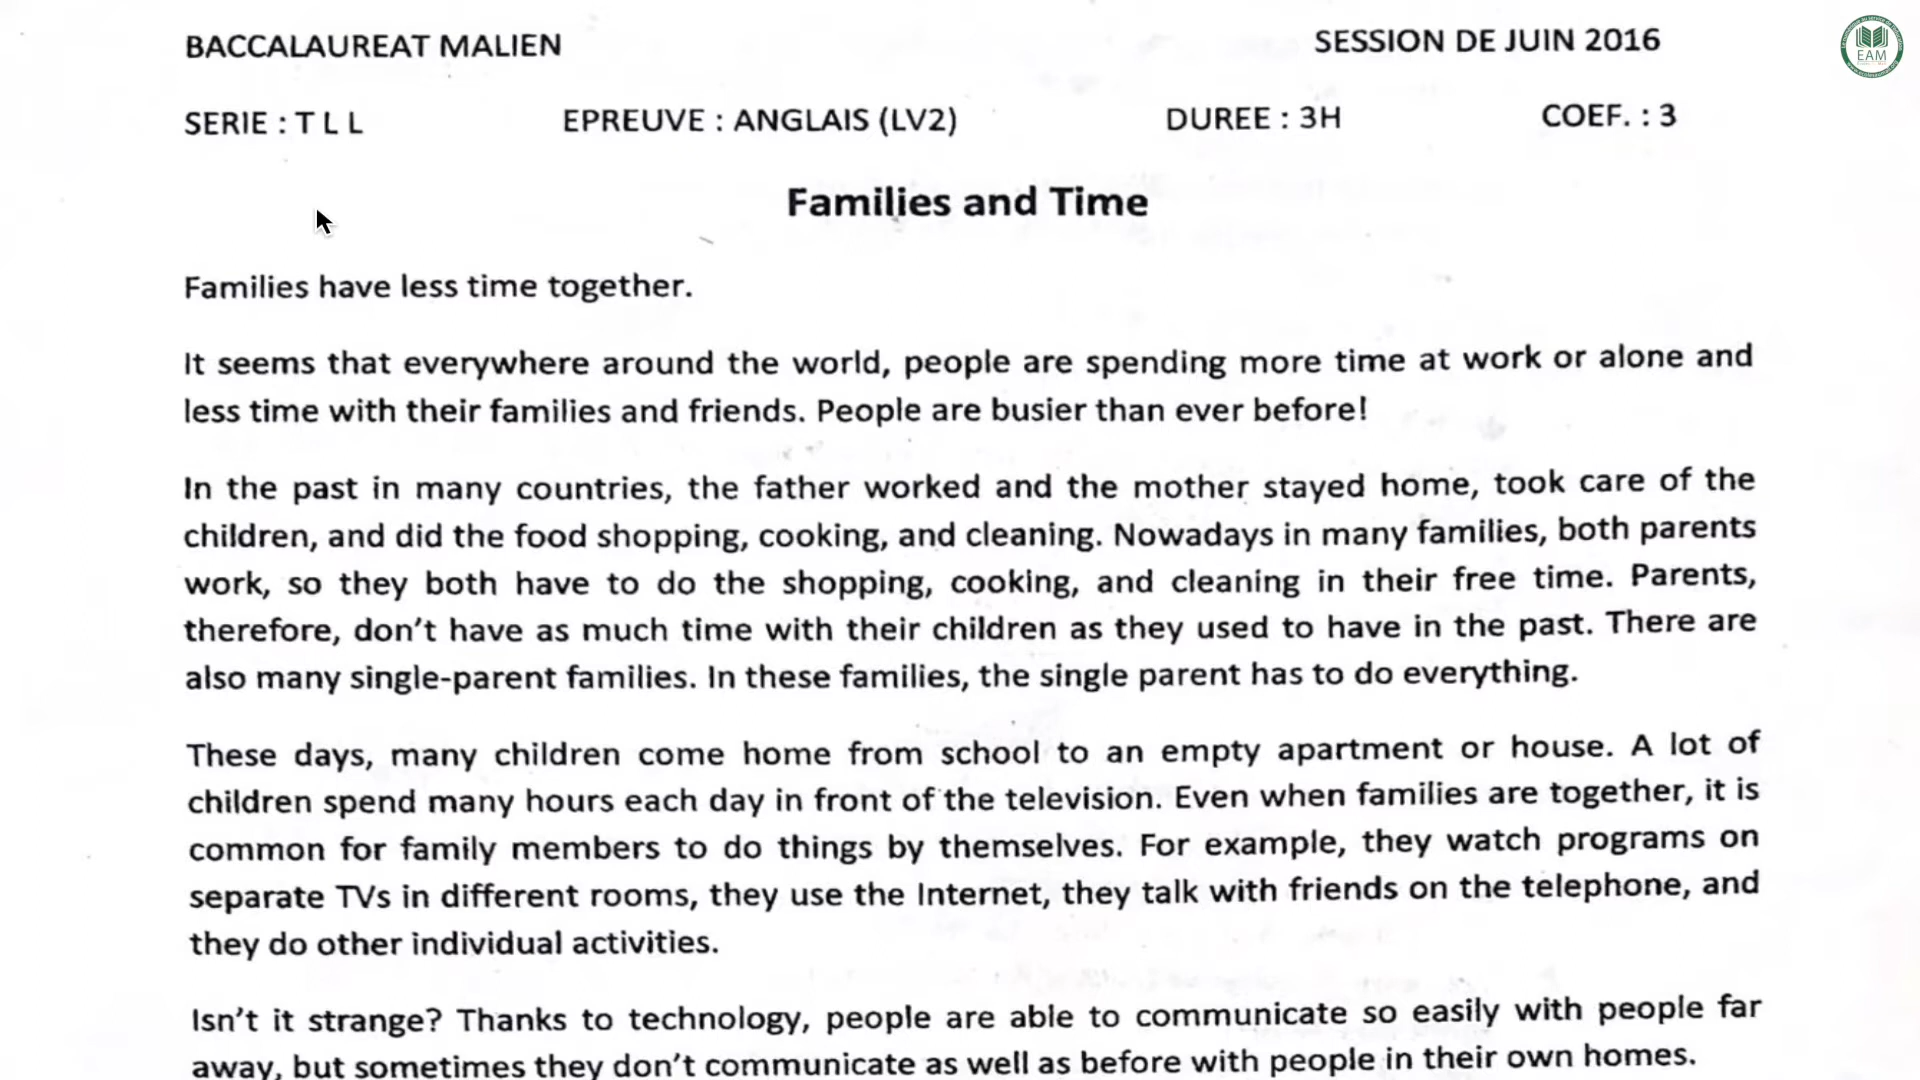 BACCALAUREAT MALIEN
SESSION DE JUIN 2016
EAM
SERIE : T L L
EPREUVE : ANGLAIS (LV2)
DUREE : 3H
COEF. : 3
Families and Time
Families have less time together.
It seems that everywhere around the world, people are spending more time at work or alone and
less time with their families and friends. People are busier than ever before!
In the past in many countries, the father worked and the mother stayed home, took care of the
children, and did the food shopping, cooking, and cleaning. Nowadays in many families, both parents
work, so they both have to do the shopping, cooking, and cleaning in their free time. Parents,
therefore, don't have as much time with their children as they used to have in the past. There are
also many single-parent families. In these families, the single parent has to do everything.
These days, many children come home from school to an empty apartment or house. A lot of
children spend many hours each day in front of the television. Even when families are together, it is
common for family members to do things by themselves. For example, they watch programs on
separate TVs in different rooms, they use the Internet, they talk with friends on the telephone, and
they do other individual activities.
Isn't it strange? Thanks to technology, people are able to communicate so easily with people far
away, but sometimes they don't communicate as well as before with people in their own homes.